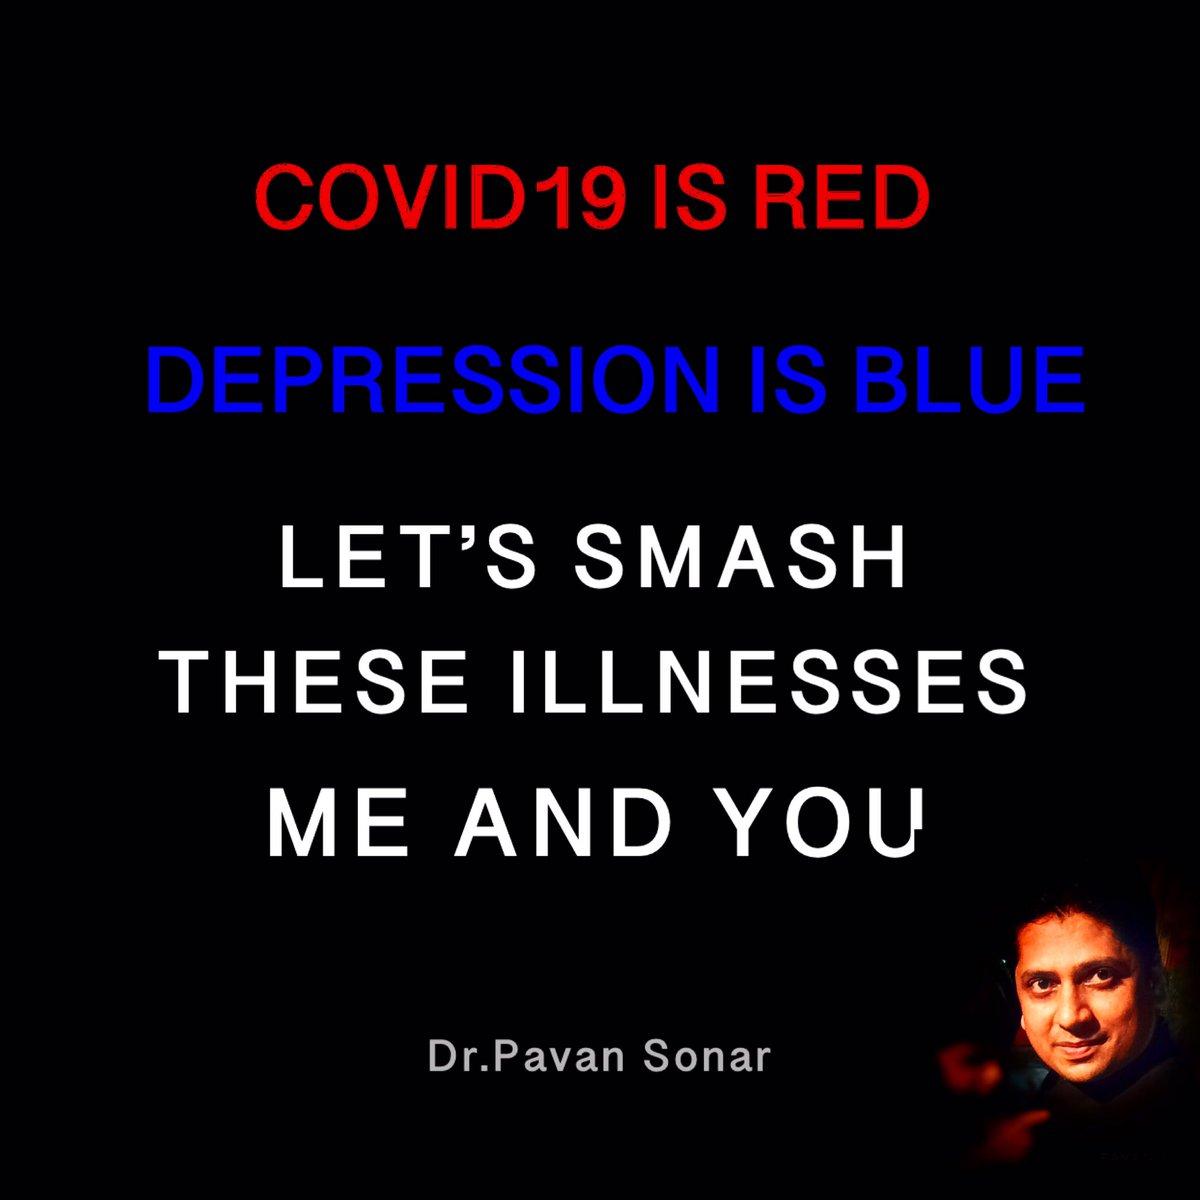 COVID19 IS RED
DEPRESSION IS BLUE
LET’S SMASH
THESE ILLNESSES
ME AND YOU
Dr.Pavan Sonar